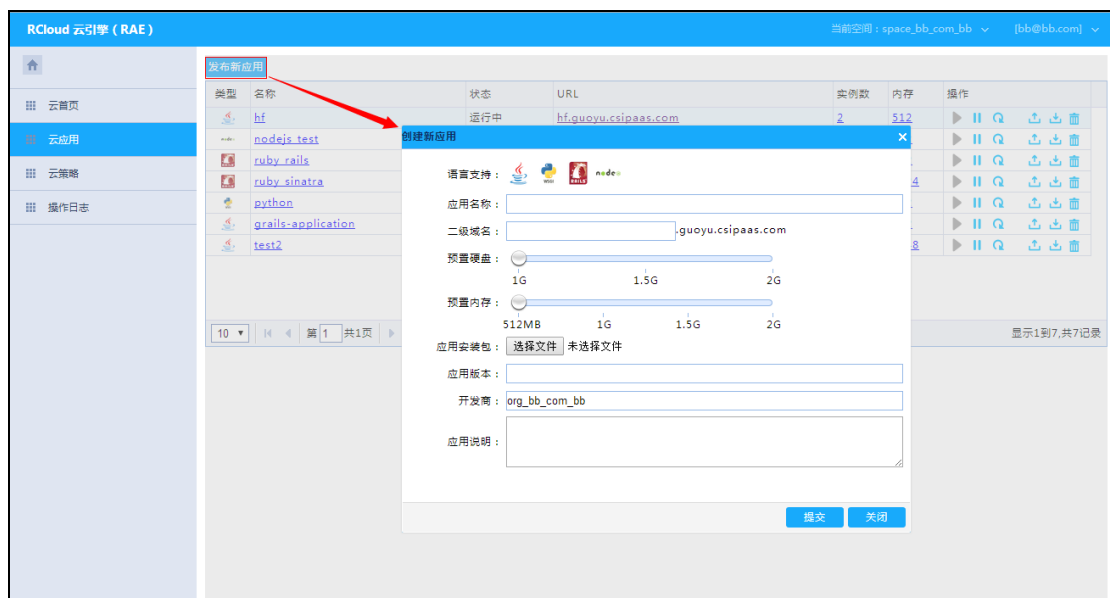 RCloud 云引擎（RAE） 当前空间：space_bb_com_bb [bb@bb.com]
云首页
云应用
云策略
操作日志
发布新应用
类型 名称 状态 URL 实例数 内存 操作
hf 运行中 hf.guoyu.csipaas.com 2 512
nodejs test
ruby rails
ruby sinatra 4
python
grails-application
test2 8
10 第 1 共1页 显示1到7,共7记录
创建新应用
语言支持： WSGI RAILS node
应用名称：
二级域名： .guoyu.csipaas.com
预置硬盘：
1G 1.5G 2G
预置内存：
512MB 1G 1.5G 2G
应用安装包： 选择文件 未选择文件
应用版本：
开发商： org_bb_com_bb
应用说明：
提交 关闭